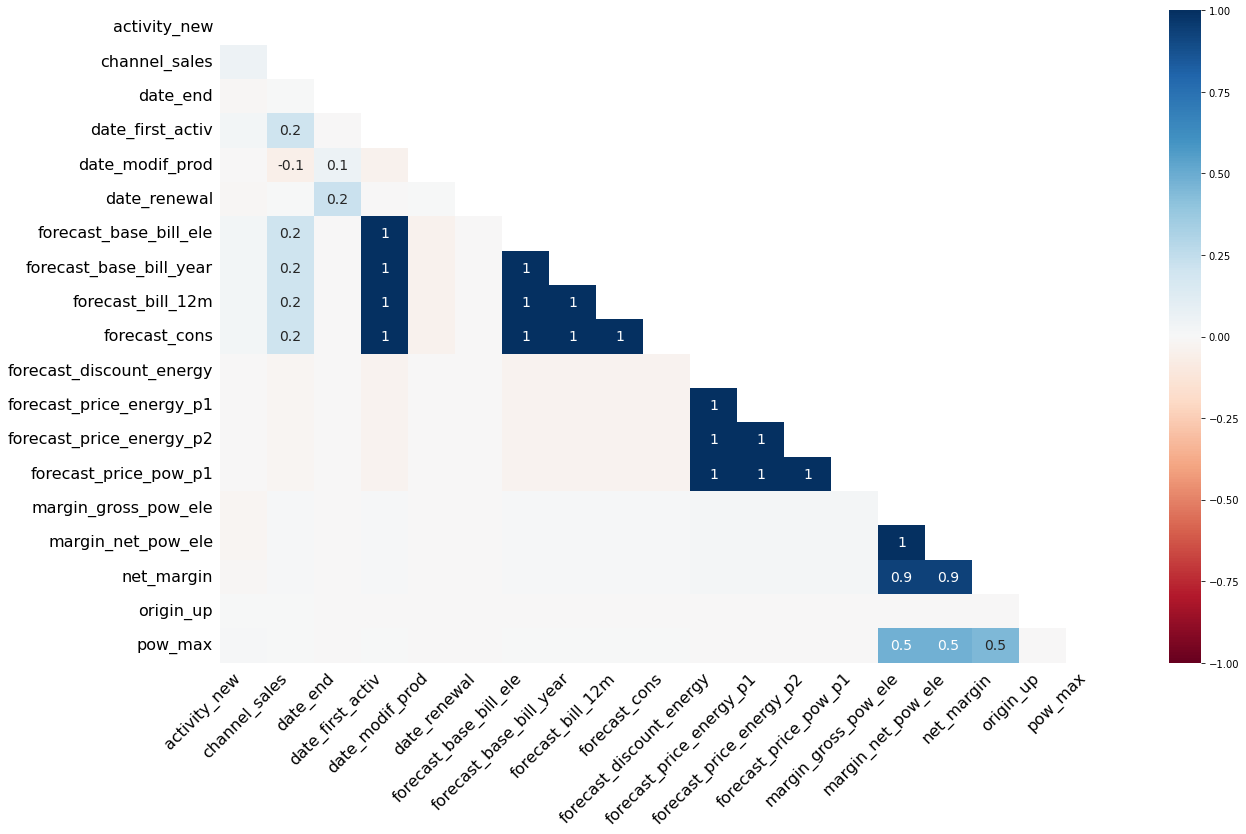 activity_new
channel_sales
date_end
date_first_activ 0.2
date_modif_prod -0.1 0.1
date_renewal 0.2
forecast_base_bill_ele 0.2 1
forecast_base_bill_year 0.2 1 1
forecast_bill_12m 0.2 1 1 1
forecast_cons 0.2 1 1 1 1
forecast_discount_energy
forecast_price_energy_p1 1
forecast_price_energy_p2 1 1
forecast_price_pow_p1 1 1 1
margin_gross_pow_ele
margin_net_pow_ele 1
net_margin 0.9 0.9
origin_up
pow_max 0.5 0.5 0.5
activity_new
channel_sales
date_end
date_first_activ
date_modif_prod
date_renewal
forecast_base_bill_ele
forecast_base_bill_year
forecast_bill_12m
forecast_cons
forecast_discount_energy
forecast_price_energy_p1
forecast_price_energy_p2
forecast_price_pow_p1
margin_gross_pow_ele
margin_net_pow_ele
net_margin
origin_up
pow_max
1.00
0.75
0.50
0.25
0.00
−0.25
−0.50
−0.75
−1.00